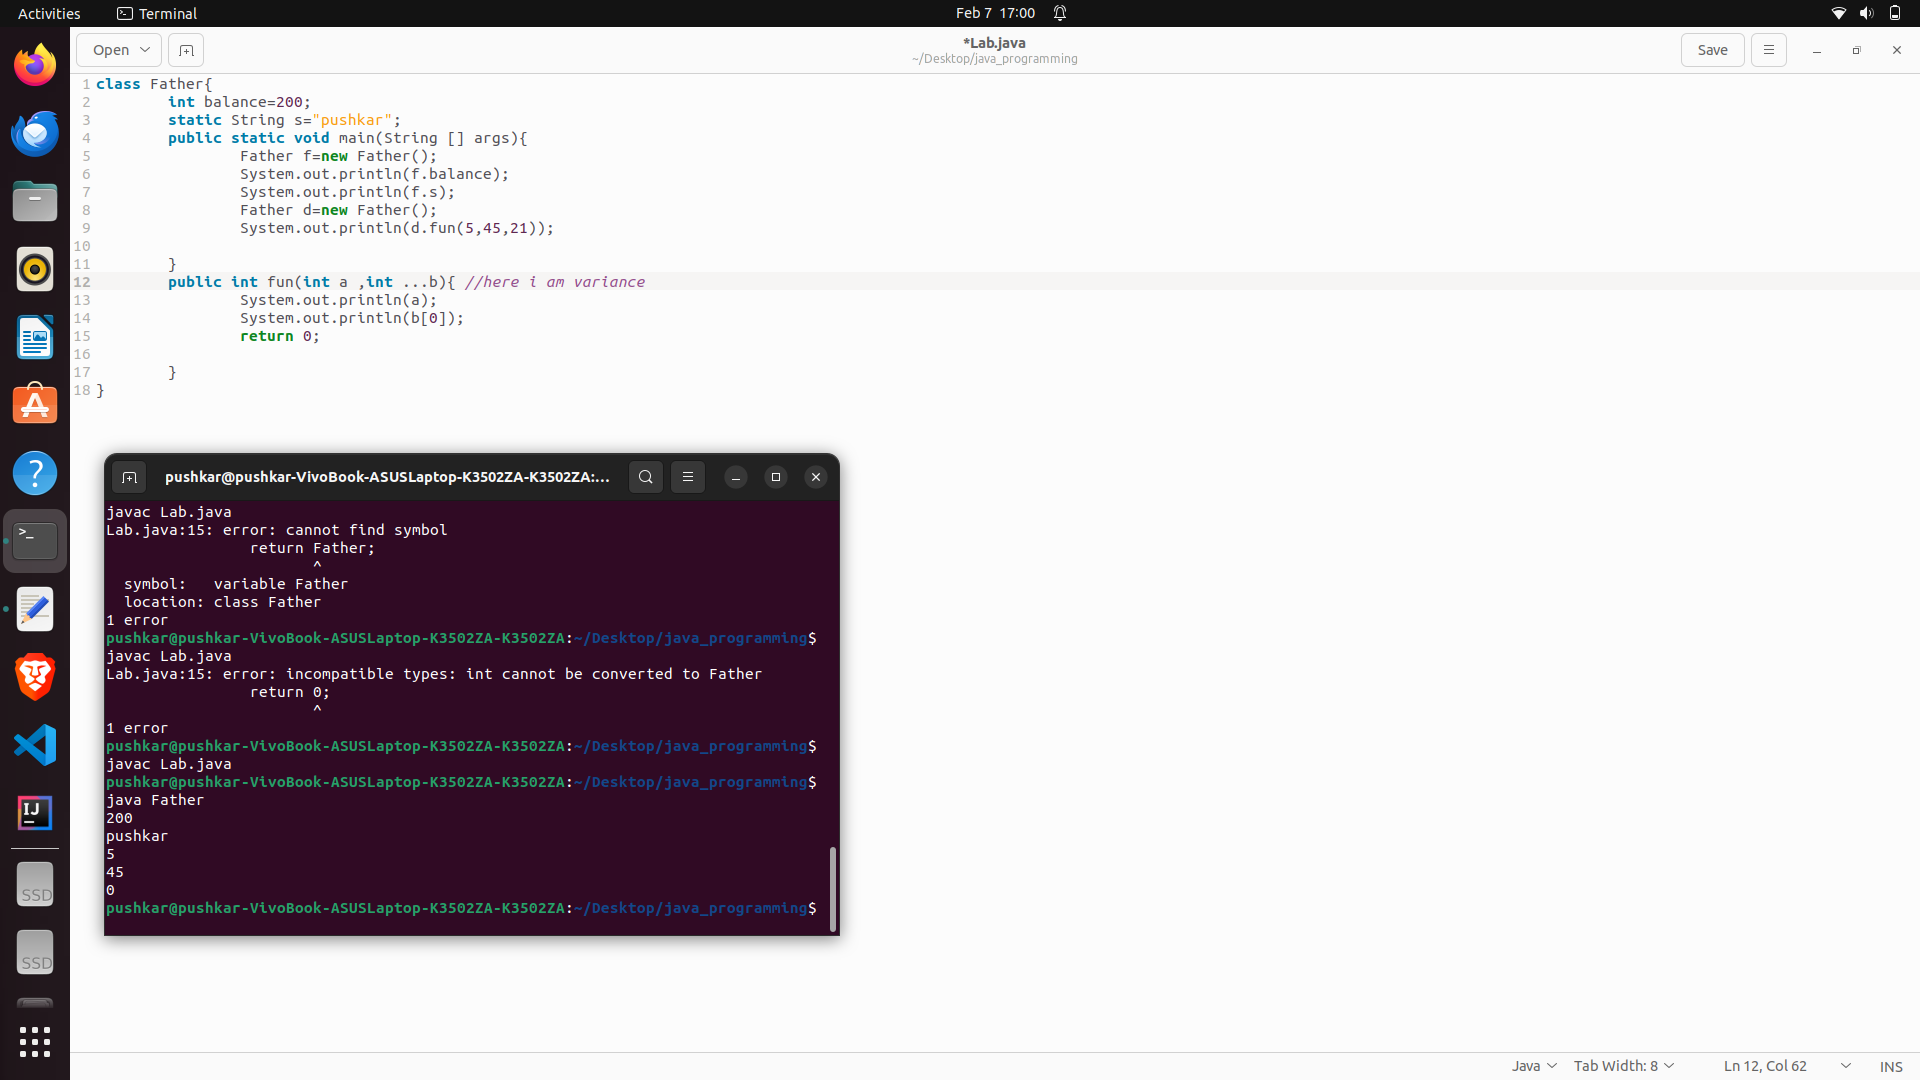 Activities Terminal Feb 7 17:00
Open *Lab.java Save
~/Desktop/java_programming
1 class Father{
2 int balance=200;
3 static String s="pushkar";
4 public static void main(String [] args){
5 Father f=new Father();
6 System.out.println(f.balance);
7 System.out.println(f.s);
8 Father d=new Father();
9 System.out.println(d.fun(5,45,21));
10
11 }
12 public int fun(int a ,int ...b){ //here i am variance
13 System.out.println(a);
14 System.out.println(b[0]);
15 return 0;
16
17 }
18 }
pushkar@pushkar-VivoBook-ASUSLaptop-K3502ZA-K3502ZA:...
javac Lab.java
Lab.java:15: error: cannot find symbol
return Father;
^
symbol: variable Father
location: class Father
1 error
pushkar@pushkar-VivoBook-ASUSLaptop-K3502ZA-K3502ZA:~/Desktop/java_programming$
javac Lab.java
Lab.java:15: error: incompatible types: int cannot be converted to Father
return 0;
^
1 error
pushkar@pushkar-VivoBook-ASUSLaptop-K3502ZA-K3502ZA:~/Desktop/java_programming$
javac Lab.java
pushkar@pushkar-VivoBook-ASUSLaptop-K3502ZA-K3502ZA:~/Desktop/java_programming$
java Father
200
pushkar
5
45
0
pushkar@pushkar-VivoBook-ASUSLaptop-K3502ZA-K3502ZA:~/Desktop/java_programming$
IJ
SSD
SSD
Java Tab Width: 8 Ln 12, Col 62 INS